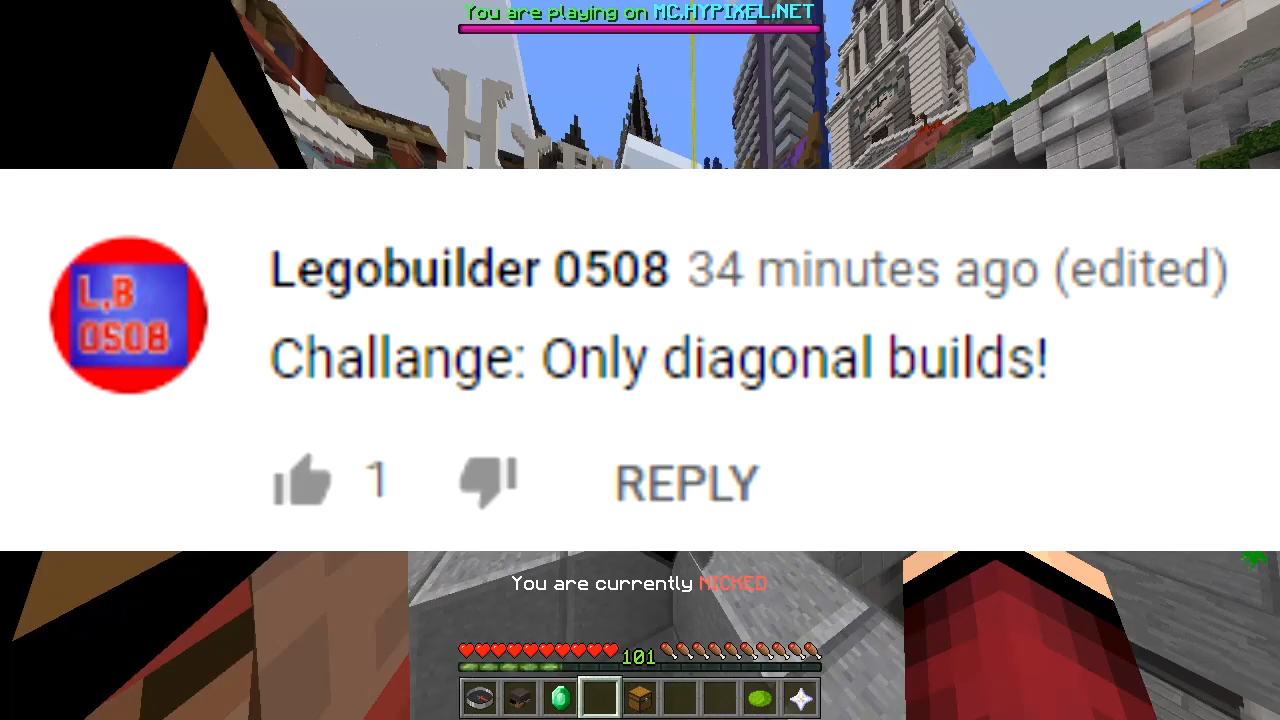 You are playing on MC.HYPIXEL.NET
HYPI
L,B
0508
Legobuilder 0508 34 minutes ago (edited)
Challange: Only diagonal builds!
1
REPLY
You are currently NICKED
101